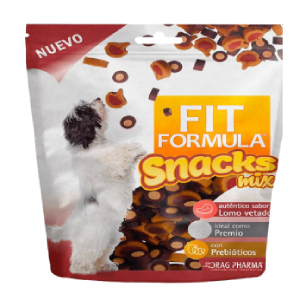 NUEVO
FIT
FORMULA
Snacks
mix
auténtico sabor
Lomo vetado
ideal como
Premio
con
Prebióticos
DRAG PHARMA